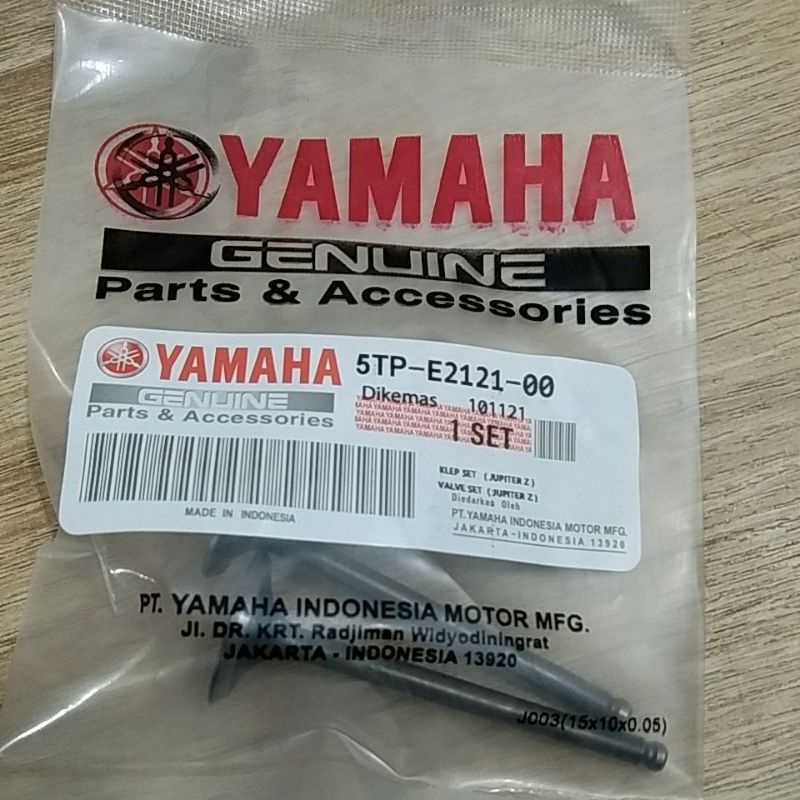 YAMAHA
GENUINE
Parts & Accessories
YAMAHA 5TP-E2121-00
GENUINE
Parts & Accessories
Dikemas 101121
1 SET
KLEP SET (JUPITER Z)
VALVE SET (JUPITER Z)
Diedarkan Oleh
PT. YAMAHA INDONESIA MOTOR MFG.
JAKARTA-INDONESIA 13920
MADE IN INDONESIA
PT. YAMAHA INDONESIA MOTOR MFG.
Jl. DR. KRT. Radjiman Widyodiningrat
JAKARTA - INDONESIA 13920
J003(15x10x0.05)